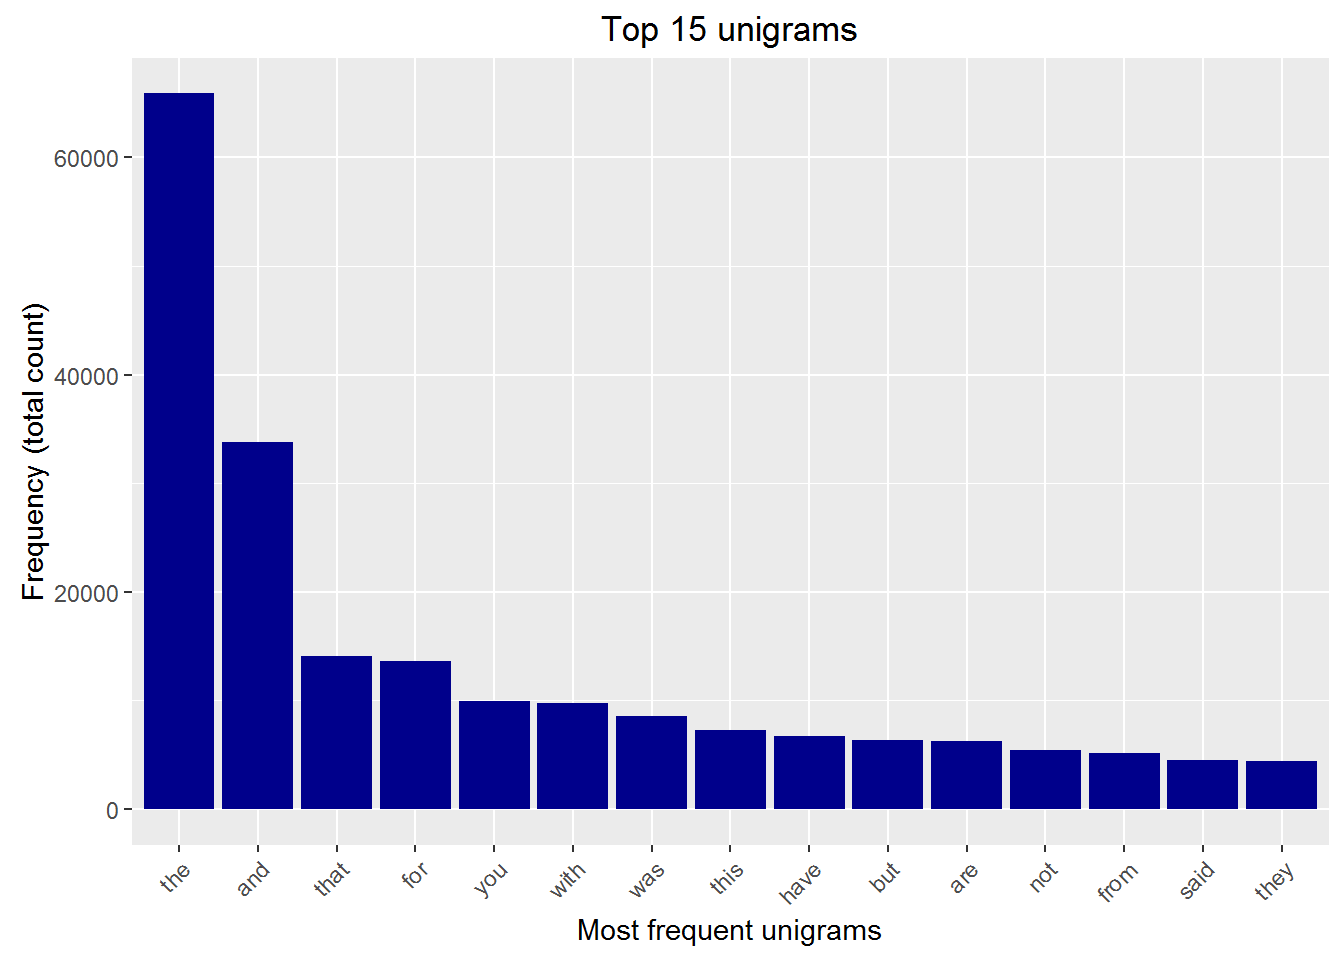 Top 15 unigrams
Frequency (total count)
60000
40000
20000
0
the and that for you with was this have but are not from said they
Most frequent unigrams